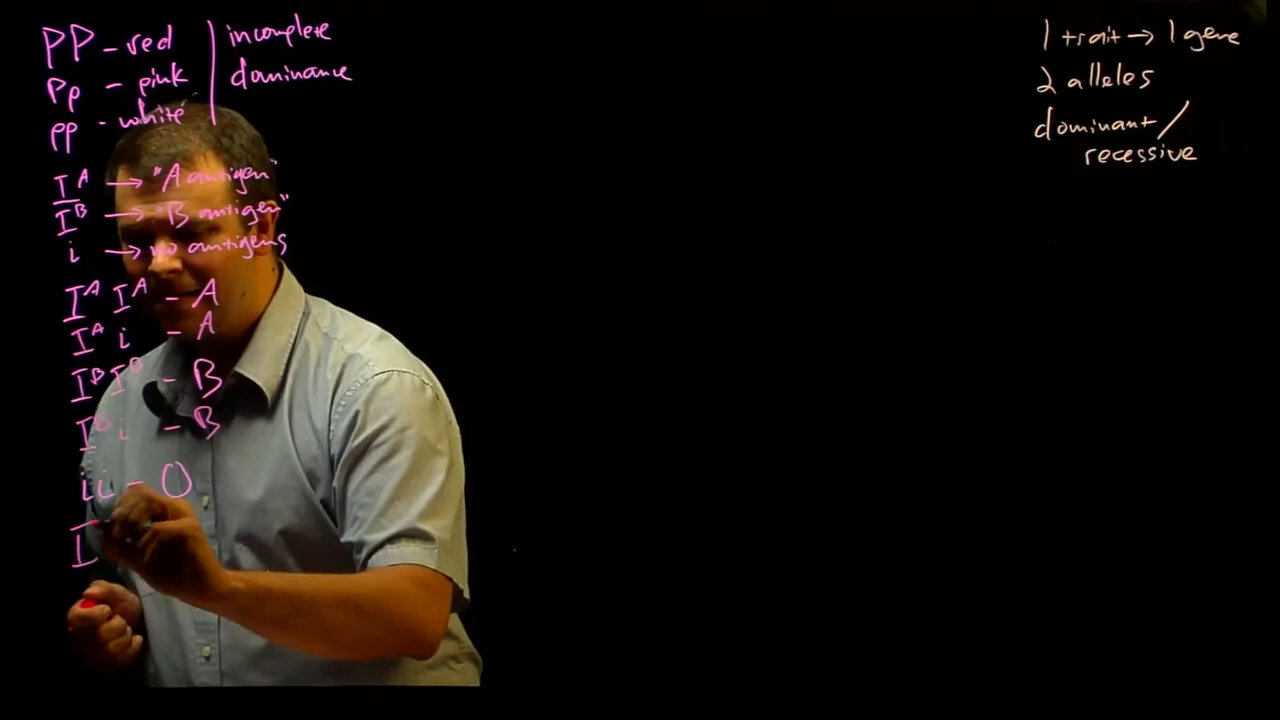 PP - red
Pp - pink
pp - white
incomplete
dominance
I^A → "A antigen"
I^B → "B antigen"
i → no antigens
I^A I^A - A
I^A i - A
I^B I^B - B
I^B i - B
ii - O
I
1 trait → 1 gene
2 alleles
dominant/
recessive